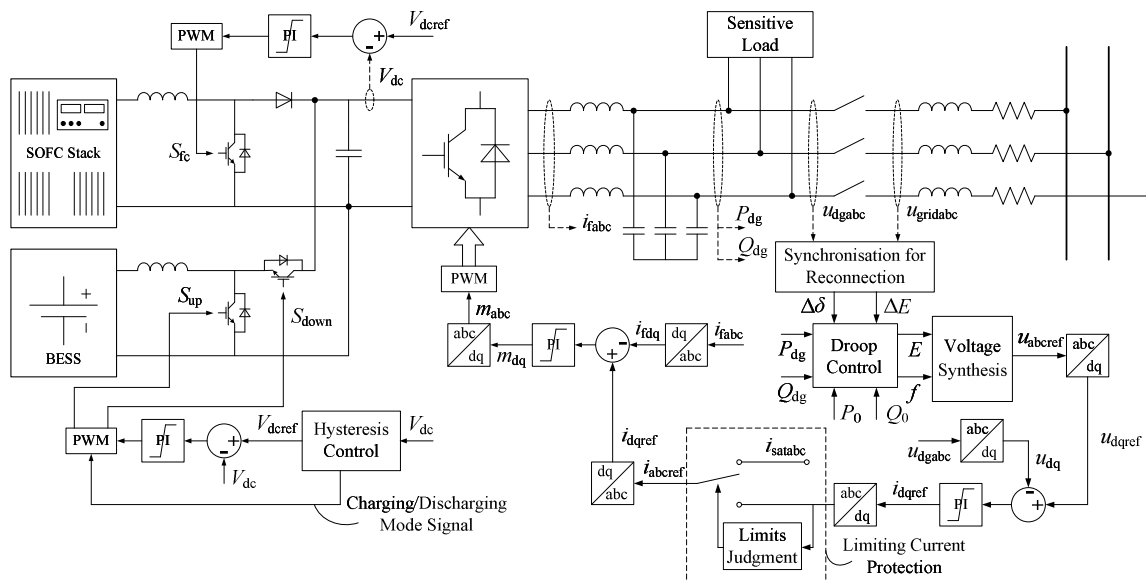 PWM
PI
V_dcref
-
V_dc
SOFC Stack
S_fc
Sensitive
Load
i_fabc
P_dg
Q_dg
u_dgabc
u_gridabc
Synchronisation for
Reconnection
BESS
+
S_up
S_down
PWM
m_abc
abc
dq
m_dq
PI
+
-
i_fdq
dq
abc
i_fabc
Δδ
ΔE
P_dg
Q_dg
Droop
Control
P_0
Q_0
E
f
Voltage
Synthesis
u_abcref
abc
dq
u_dqref
PWM
PI
+
-
V_dcref
V_dc
Hysteresis
Control
V_dc
Charging/Discharging
Mode Signal
i_dqref
dq
abc
i_abcref
i_satabc
Limits
Judgment
Limiting Current
Protection
abc
dq
i_dqref
PI
-
+
u_dgabc
abc
dq
u_dq